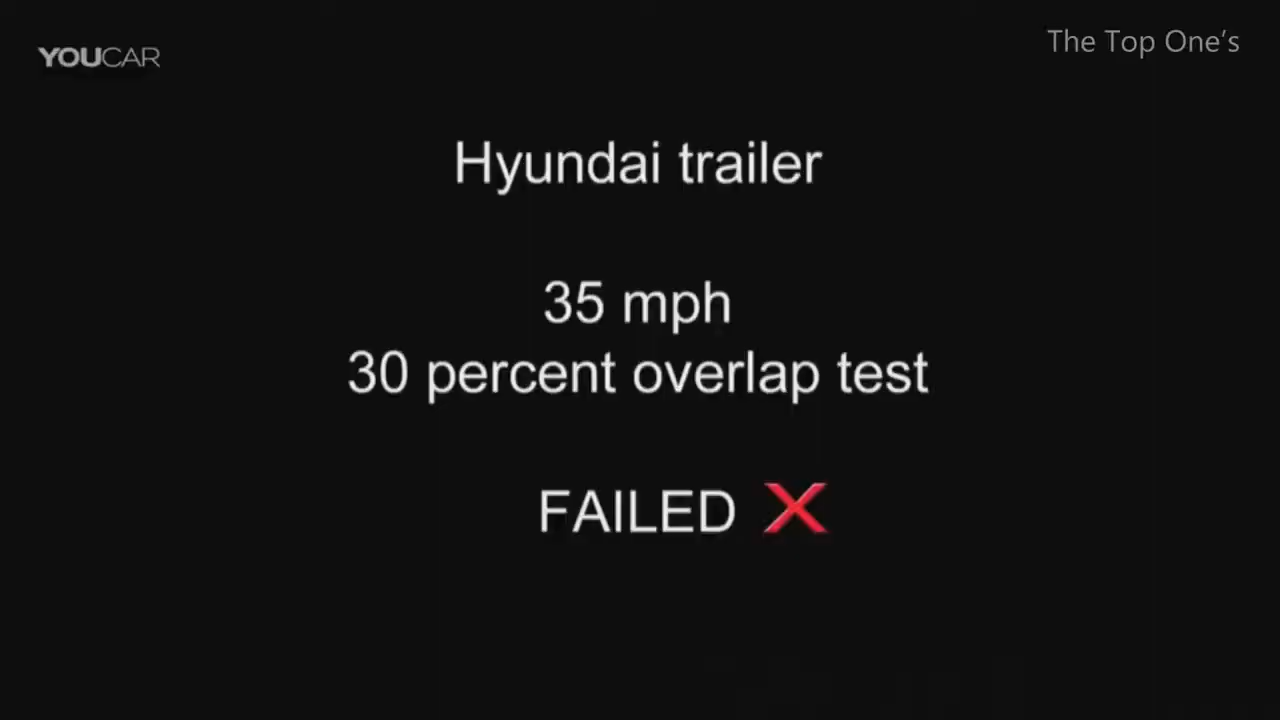 YOUCAR
The Top One's
Hyundai trailer
35 mph
30 percent overlap test
FAILED ❌